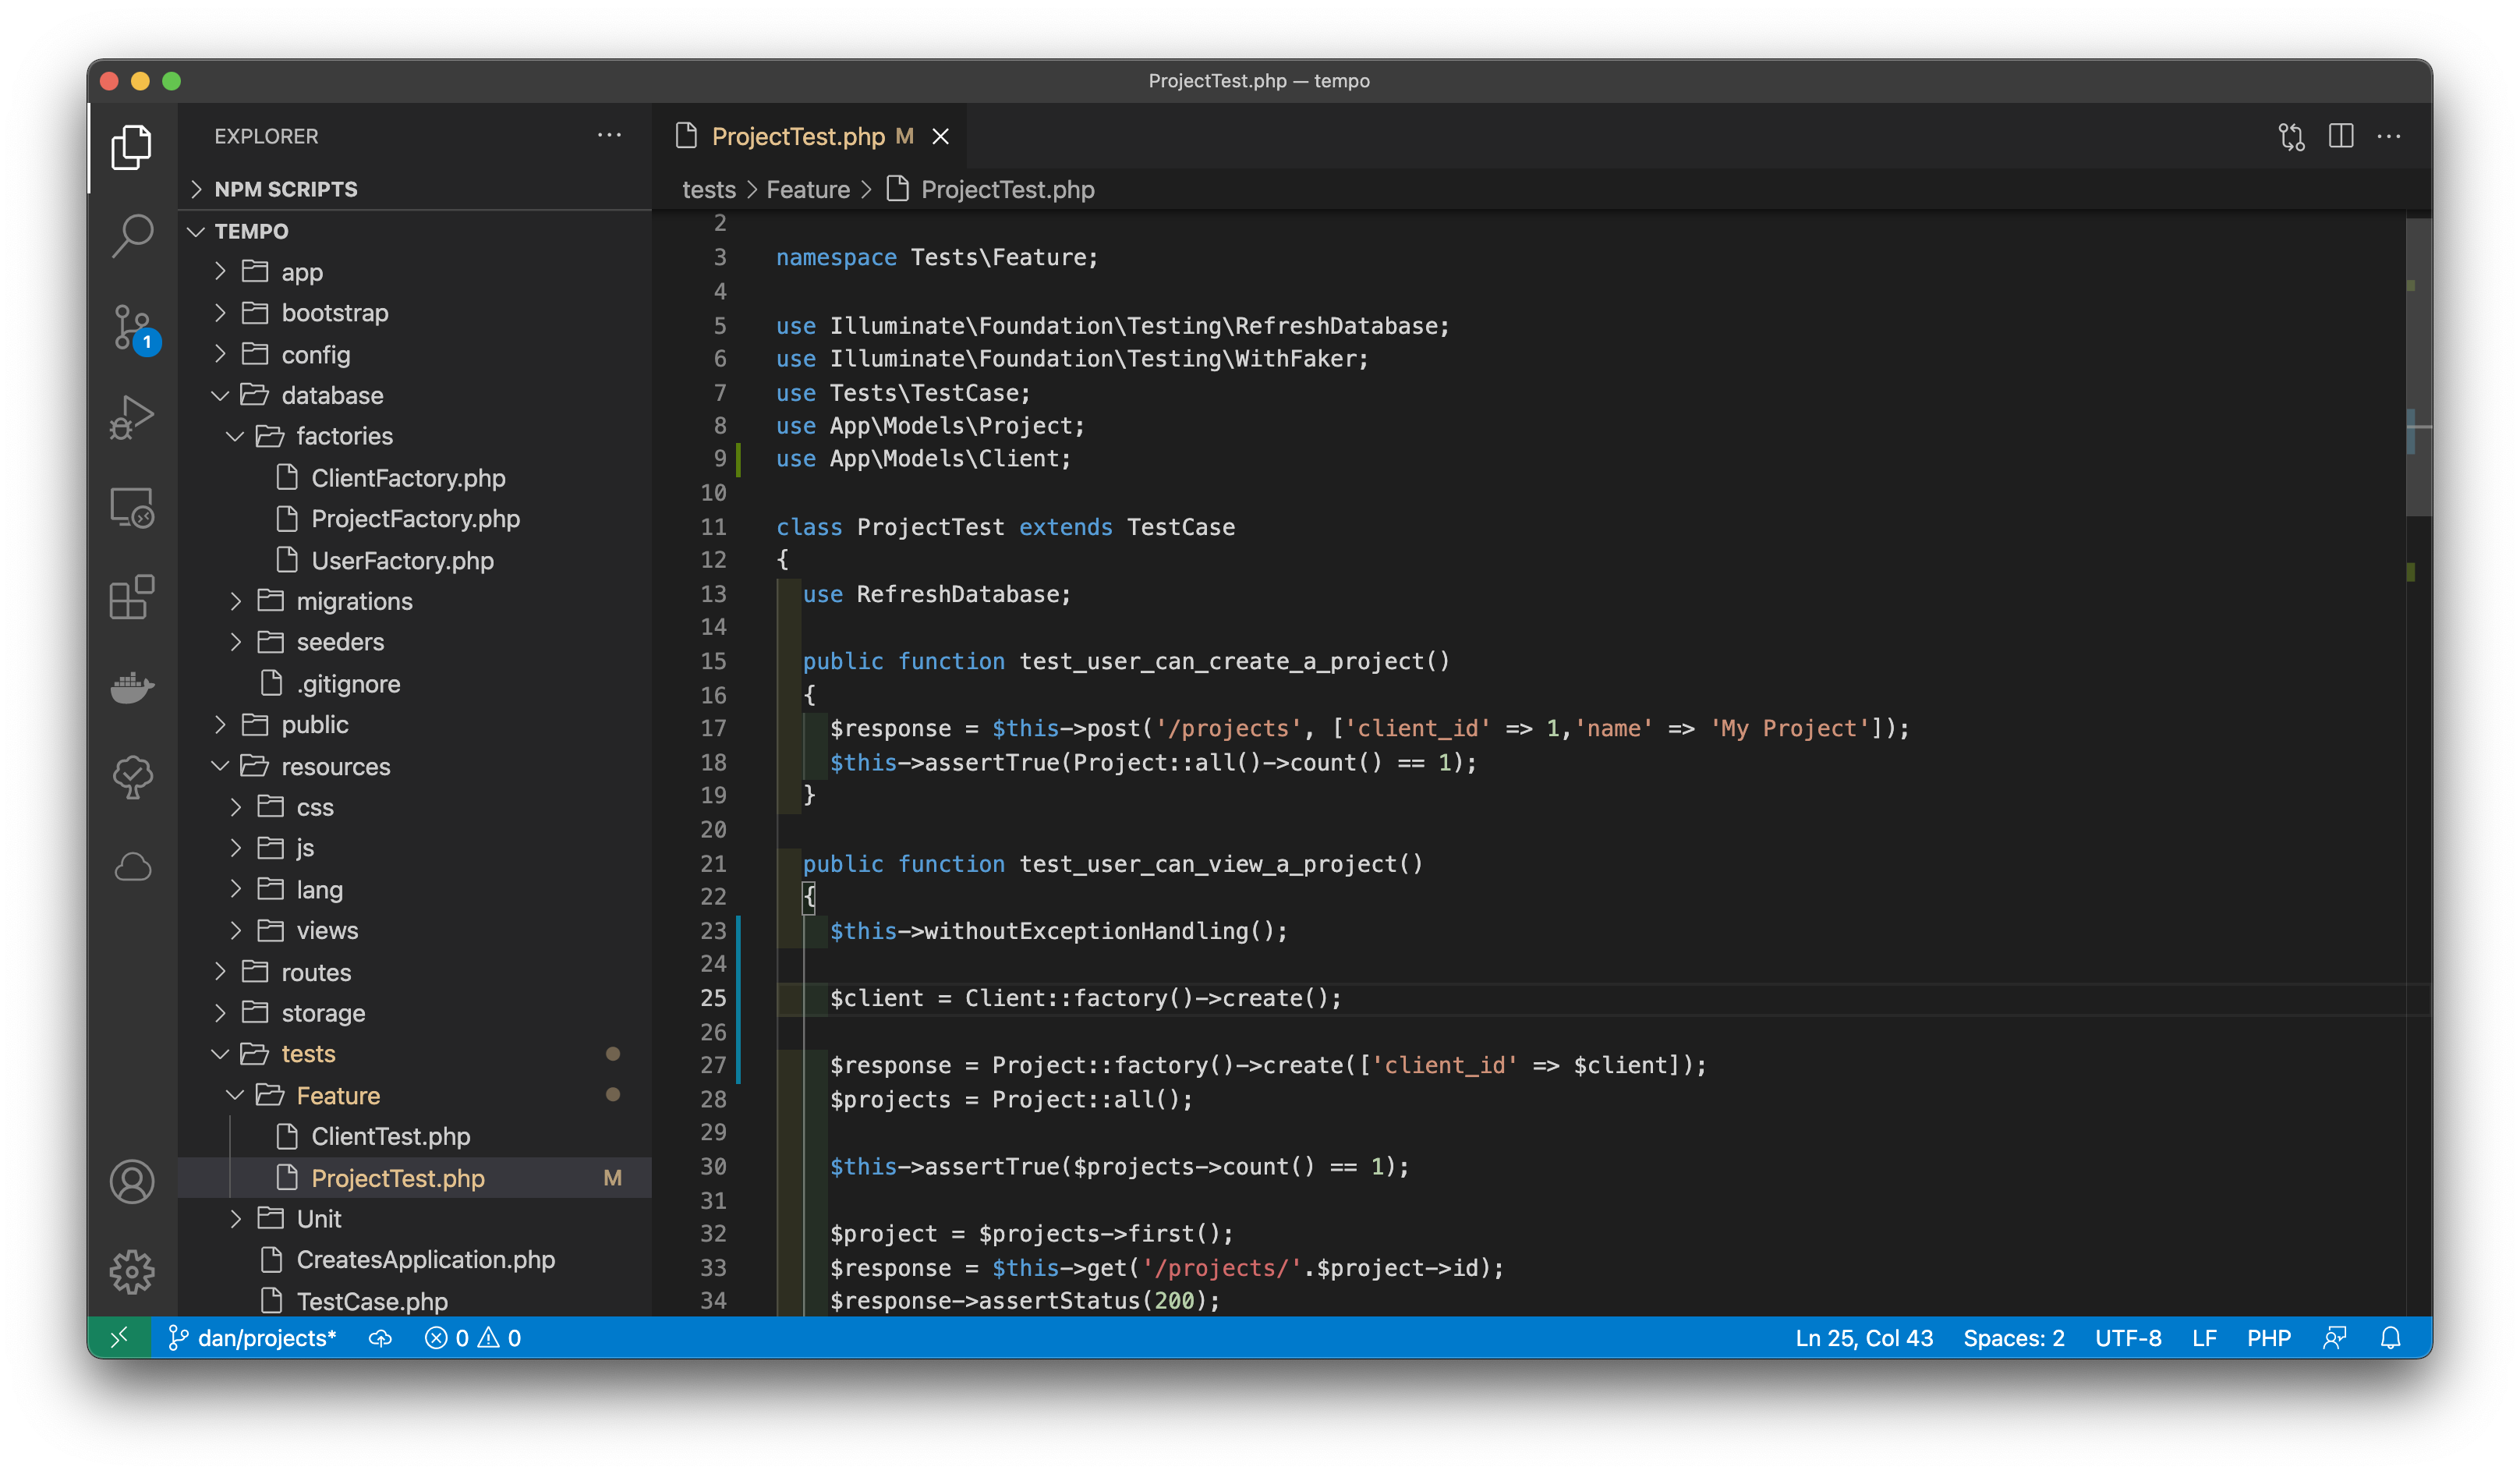 ProjectTest.php — tempo
EXPLORER
NPM SCRIPTS
TEMPO
app
bootstrap
config
database
factories
ClientFactory.php
ProjectFactory.php
UserFactory.php
migrations
seeders
.gitignore
public
resources
css
js
lang
views
routes
storage
tests
Feature
ClientTest.php
ProjectTest.php M
Unit
CreatesApplication.php
TestCase.php
1
ProjectTest.php M
tests > Feature > ProjectTest.php
2
3 namespace Tests\Feature;
4
5 use Illuminate\Foundation\Testing\RefreshDatabase;
6 use Illuminate\Foundation\Testing\WithFaker;
7 use Tests\TestCase;
8 use App\Models\Project;
9 use App\Models\Client;
10
11 class ProjectTest extends TestCase
12 {
13 use RefreshDatabase;
14
15 public function test_user_can_create_a_project()
16 {
17 $response = $this->post('/projects', ['client_id' => 1,'name' => 'My Project']);
18 $this->assertTrue(Project::all()->count() == 1);
19 }
20
21 public function test_user_can_view_a_project()
22 {
23 $this->withoutExceptionHandling();
24
25 $client = Client::factory()->create();
26
27 $response = Project::factory()->create(['client_id' => $client]);
28 $projects = Project::all();
29
30 $this->assertTrue($projects->count() == 1);
31
32 $project = $projects->first();
33 $response = $this->get('/projects/'.$project->id);
34 $response->assertStatus(200);
dan/projects* 0 0 Ln 25, Col 43 Spaces: 2 UTF-8 LF PHP